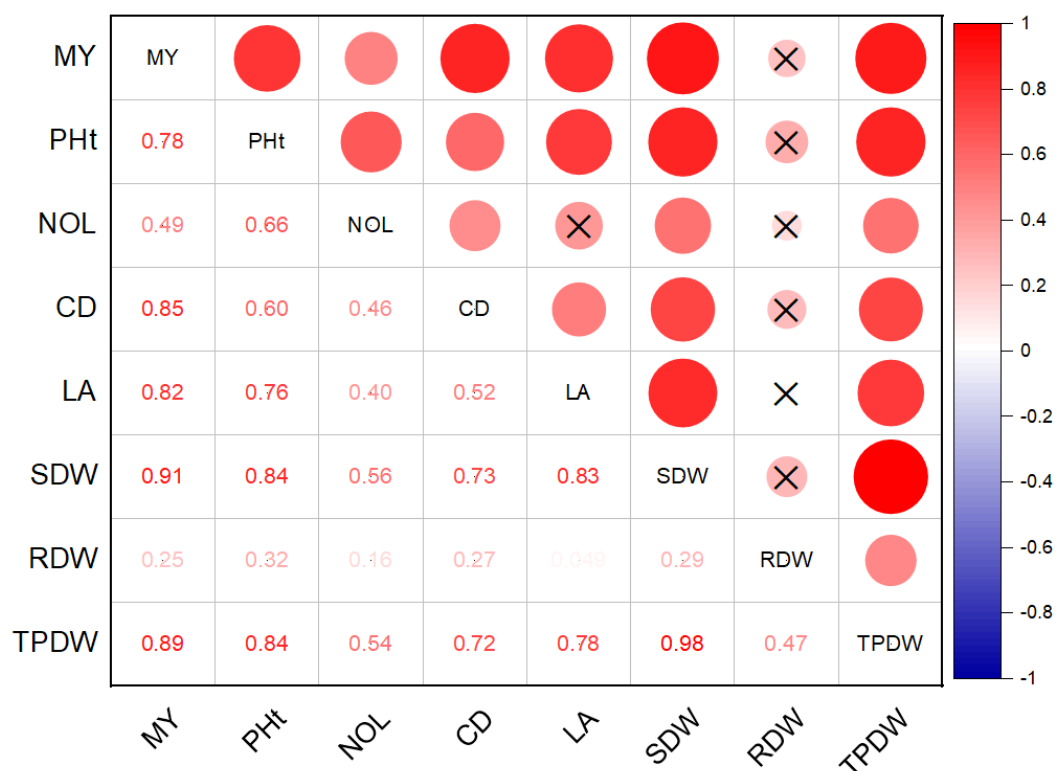 MY MY 1
PHt 0.78 PHt 0.8
NOL 0.49 0.66 NOL 0.6
CD 0.85 0.60 0.46 CD 0.4
0.2
0
LA 0.82 0.76 0.40 0.52 LA -0.2
SDW 0.91 0.84 0.56 0.73 0.83 SDW -0.4
RDW 0.25 0.32 0.16 0.27 0.049 0.29 RDW -0.6
-0.8
TPDW 0.89 0.84 0.54 0.72 0.78 0.98 0.47 TPDW -1
MY PHt NOL CD LA SDW RDW TPDW